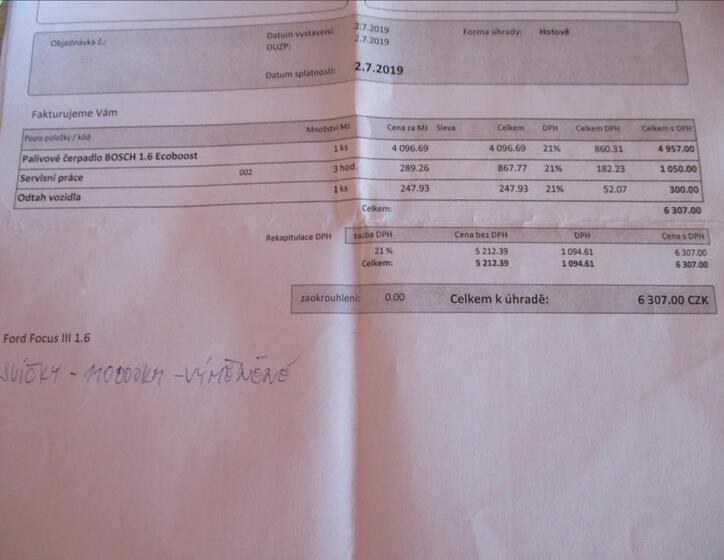 Objednávka č.: Datum vystavení: 2.7.2019 Forma úhrady: Hotově
DUZP: 2.7.2019
Datum splatnosti: 2.7.2019
Fakturujeme Vám
Popis položky / kód Množství MJ Cena za MJ Sleva Celkem DPH Celkem DPH Celkem s DPH
Palivové čerpadlo BOSCH 1.6 Ecoboost 1 ks 4 096.69 4 096.69 21% 860.31 4 957.00
Servisní práce 002 3 hod. 289.26 867.77 21% 182.23 1 050.00
Odtah vozidla 1 ks 247.93 247.93 21% 52.07 300.00
Celkem: 6 307.00
Rekapitulace DPH sazba DPH Cena bez DPH DPH Cena s DPH
21 % 5 212.39 1 094.61 6 307.00
Celkem: 5 212.39 1 094.61 6 307.00
zaokrouhlení: 0.00 Celkem k úhradě: 6 307.00 CZK
Ford Focus III 1.6
SVÍČKY - - VÝMĚNĚNÉ